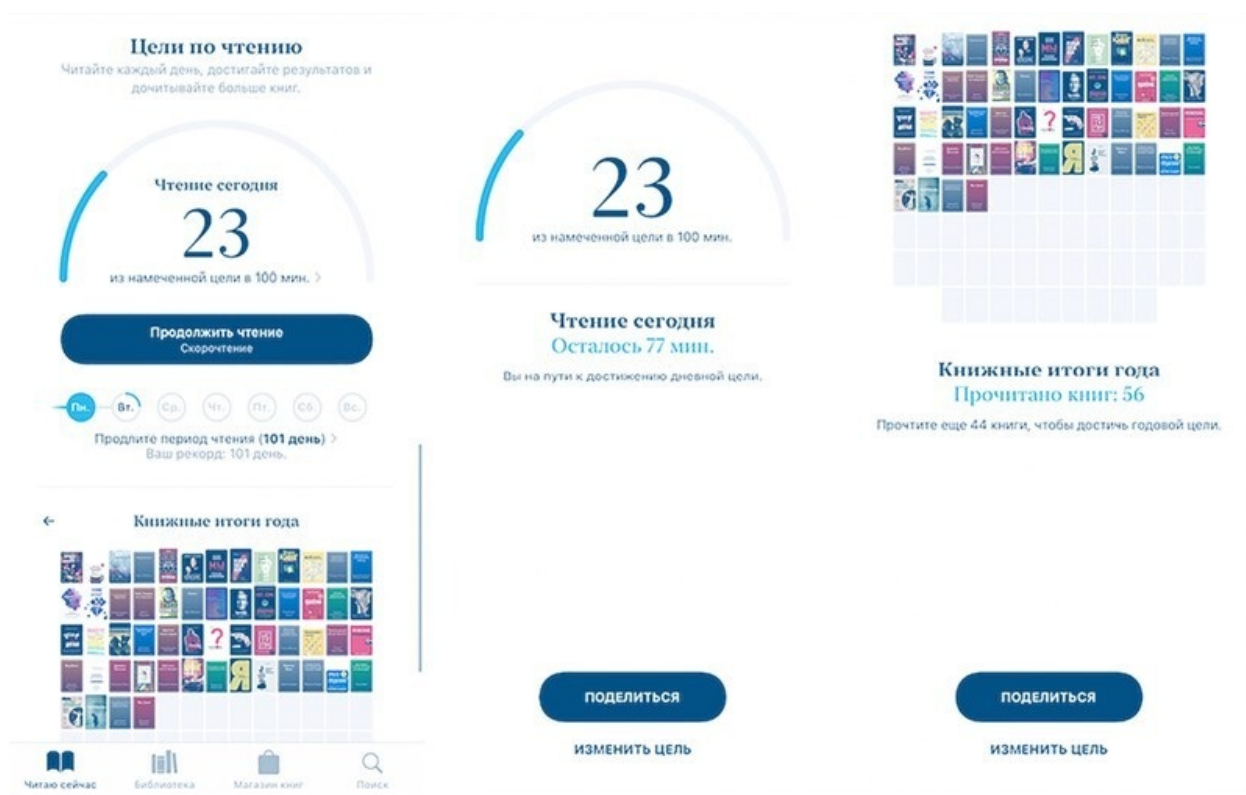 Цели по чтению
Читайте каждый день, достигайте результатов и
дочитывайте больше книг.
Чтение сегодня
23
из намеченной цели в 100 мин.
Продолжить чтение
Скорочтение
Пн. Вт. Ср. Чт. Пт. Сб. Вс.
Продлите период чтения (101 день)
Ваш рекорд: 101 день.
Книжные итоги года
Читаю сейчас
Библиотека
Магазин книг
Поиск
23
из намеченной цели в 100 мин.
Чтение сегодня
Осталось 77 мин.
Вы на пути к достижению дневной цели.
ПОДЕЛИТЬСЯ
ИЗМЕНИТЬ ЦЕЛЬ
Книжные итоги года
Прочитано книг: 56
Прочтите еще 44 книги, чтобы достичь годовой цели.
ПОДЕЛИТЬСЯ
ИЗМЕНИТЬ ЦЕЛЬ